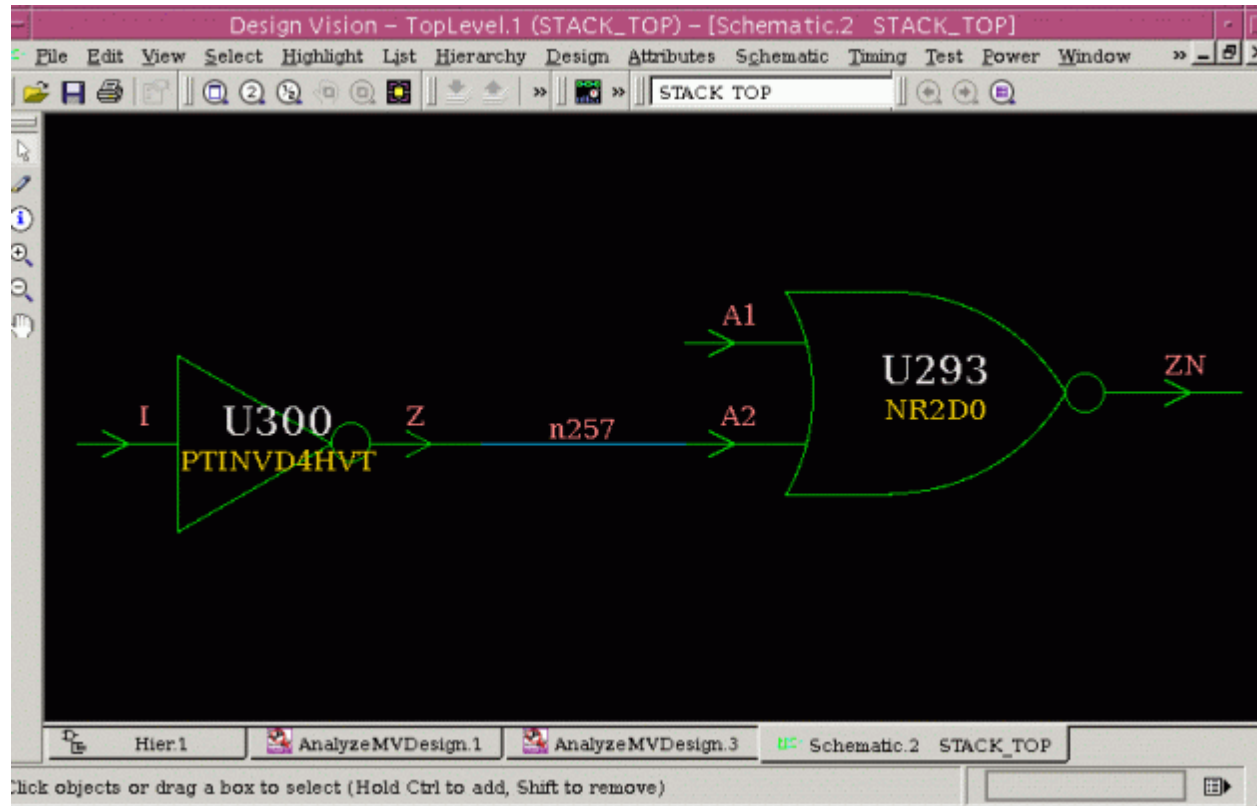 Design Vision – TopLevel.1 (STACK_TOP) – [Schematic.2 STACK_TOP]
File Edit View Select Highlight List Hierarchy Design Attributes Schematic Timing Test Power Window »
» » STACK TOP
A1
U293
NR2D0
ZN
I
U300
PTINVD4HVT
Z
n257
A2
Hier.1 AnalyzeMVDesign.1 AnalyzeMVDesign.3 Schematic.2 STACK_TOP
Click objects or drag a box to select (Hold Ctrl to add, Shift to remove)